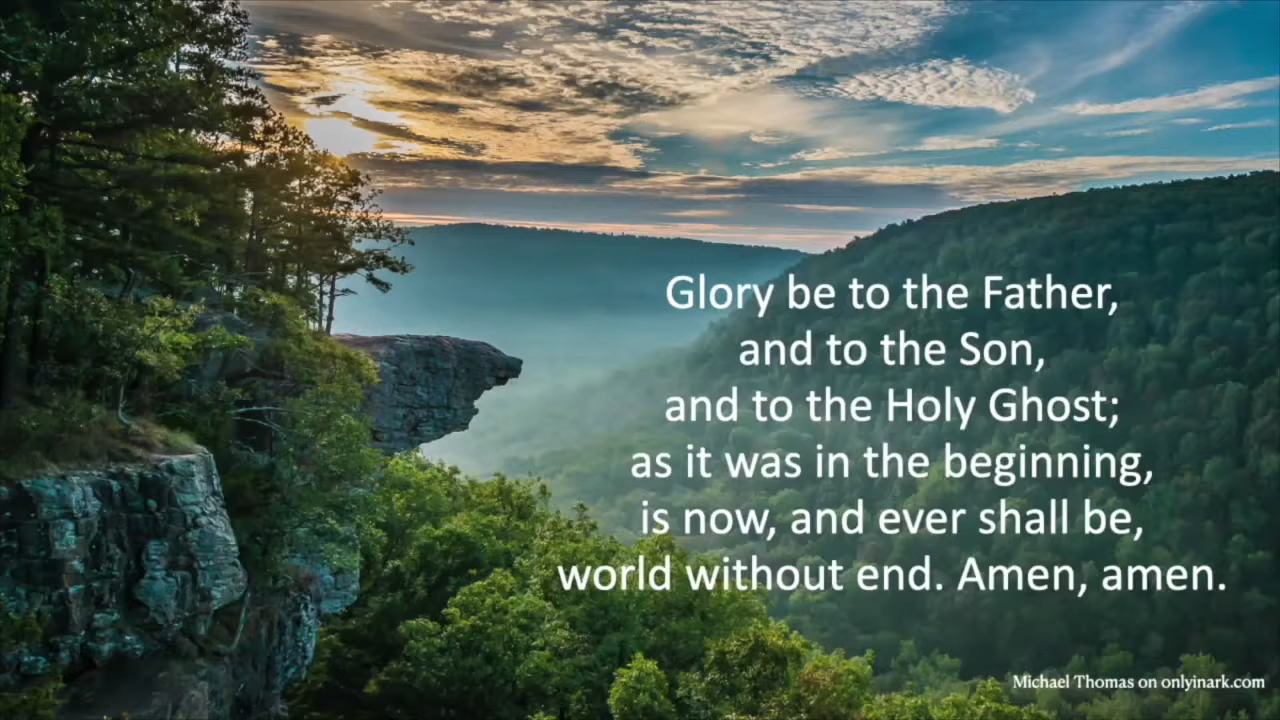 Glory be to the Father,
and to the Son,
and to the Holy Ghost;
as it was in the beginning,
is now, and ever shall be,
world without end. Amen, amen.
Michael Thomas on onlyinark.com